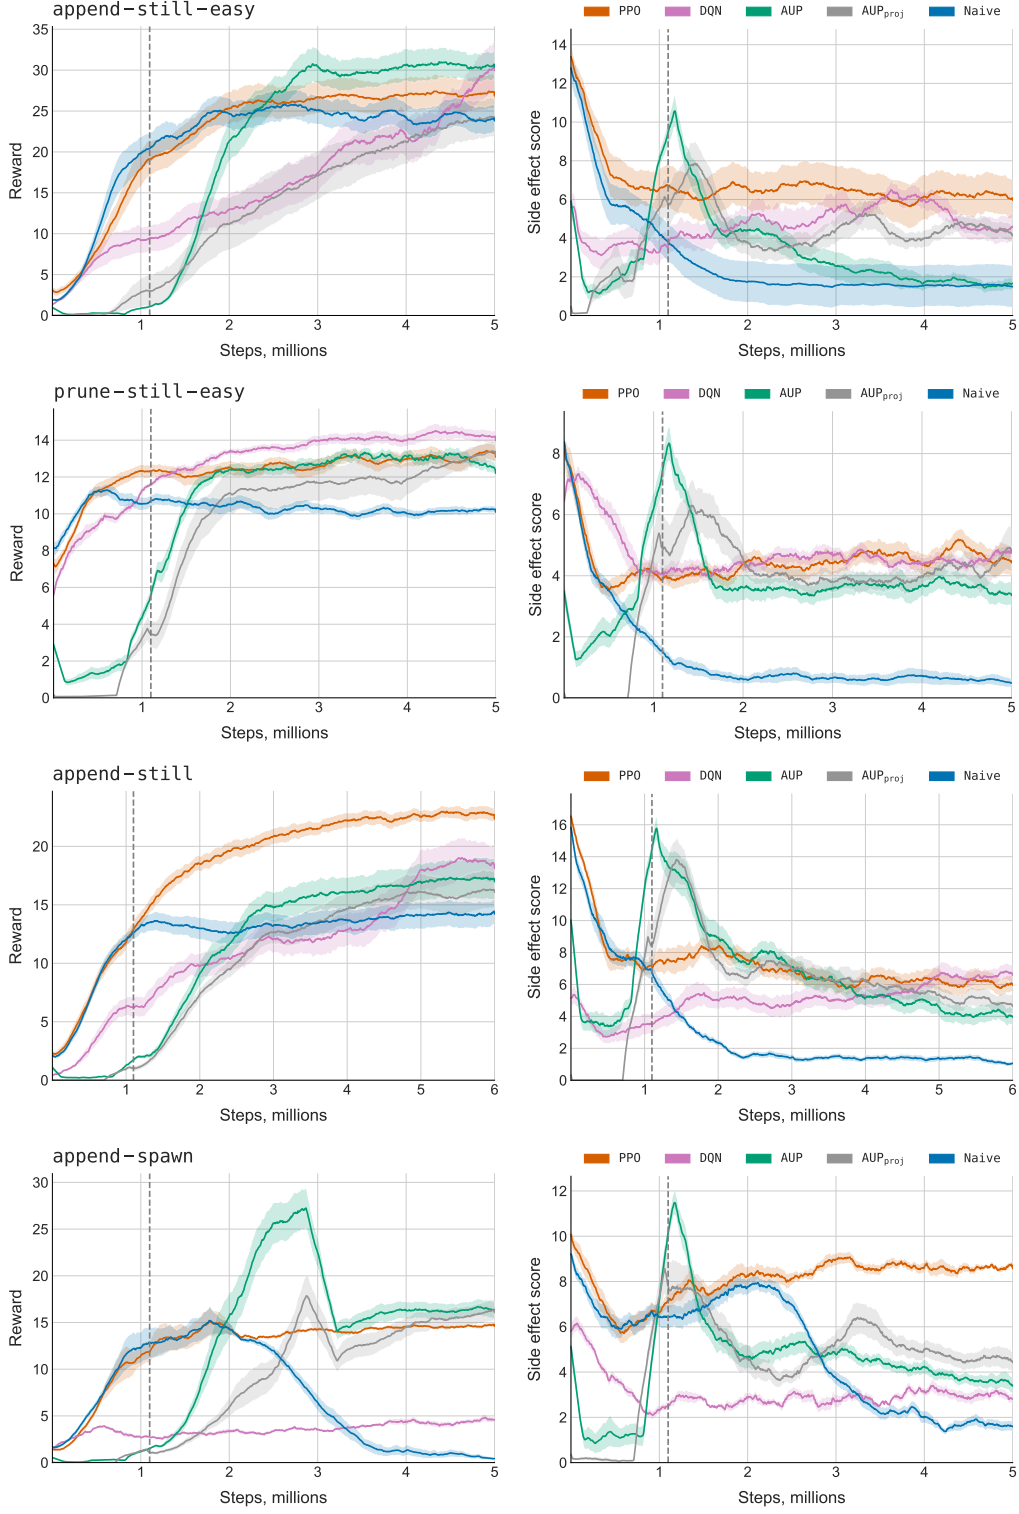 append-still-easy
PPO DQN AUP AUPproj Naive
35
30
25
20
15
10
5
0
Reward
1 2 3 4 5
Steps, millions
14
12
10
8
6
4
2
0
Side effect score
1 2 3 4 5
Steps, millions
prune-still-easy
PPO DQN AUP AUPproj Naive
14
12
10
8
6
4
2
0
Reward
1 2 3 4 5
Steps, millions
8
6
4
2
0
Side effect score
1 2 3 4 5
Steps, millions
append-still
PPO DQN AUP AUPproj Naive
20
15
10
5
0
Reward
1 2 3 4 5 6
Steps, millions
16
14
12
10
8
6
4
2
0
Side effect score
1 2 3 4 5 6
Steps, millions
append-spawn
PPO DQN AUP AUPproj Naive
30
25
20
15
10
5
0
Reward
1 2 3 4 5
Steps, millions
12
10
8
6
4
2
0
Side effect score
1 2 3 4 5
Steps, millions